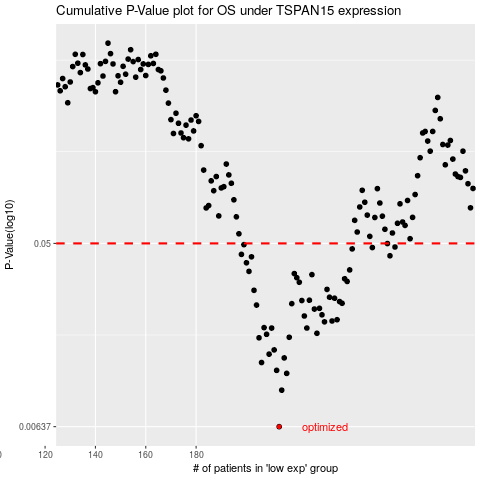 Cumulative P-Value plot for OS under TSPAN15 expression
P-Value(log10)
0.05
0.00637
optimized
0 120 140 160 180
# of patients in 'low exp' group